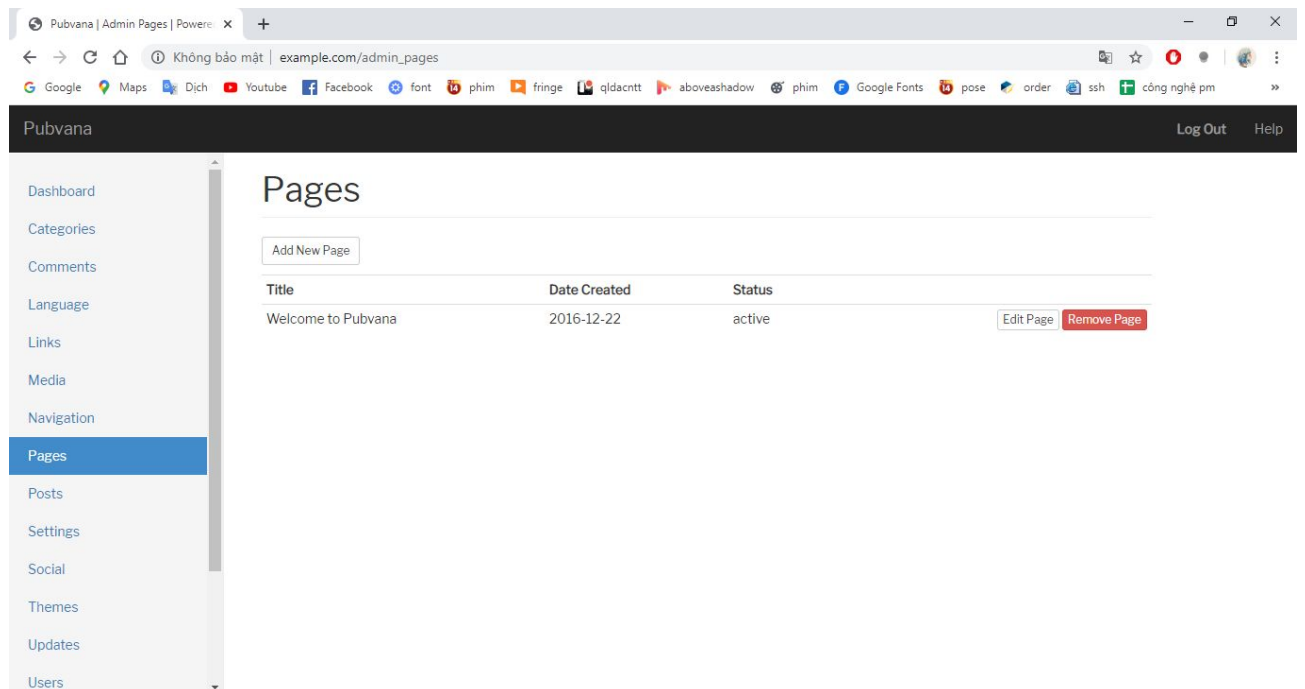 Pubvana | Admin Pages | Powere
Không bảo mật | example.com/admin_pages
Google Maps Dịch Youtube Facebook font phim fringe qldacntt aboveashadow phim Google Fonts pose order ssh công nghệ pm »
Pubvana Log Out Help
Dashboard
Categories
Comments
Language
Links
Media
Navigation
Pages
Posts
Settings
Social
Themes
Updates
Users
Pages
Add New Page
Title Date Created Status
Welcome to Pubvana 2016-12-22 active Edit Page Remove Page